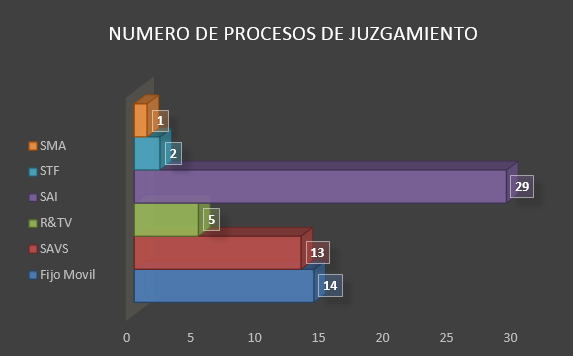 NUMERO DE PROCESOS DE JUZGAMIENTO
SMA
STF
SAI
R&TV
SAVS
Fijo Movil
1
2
29
5
13
14
0 5 10 15 20 25 30